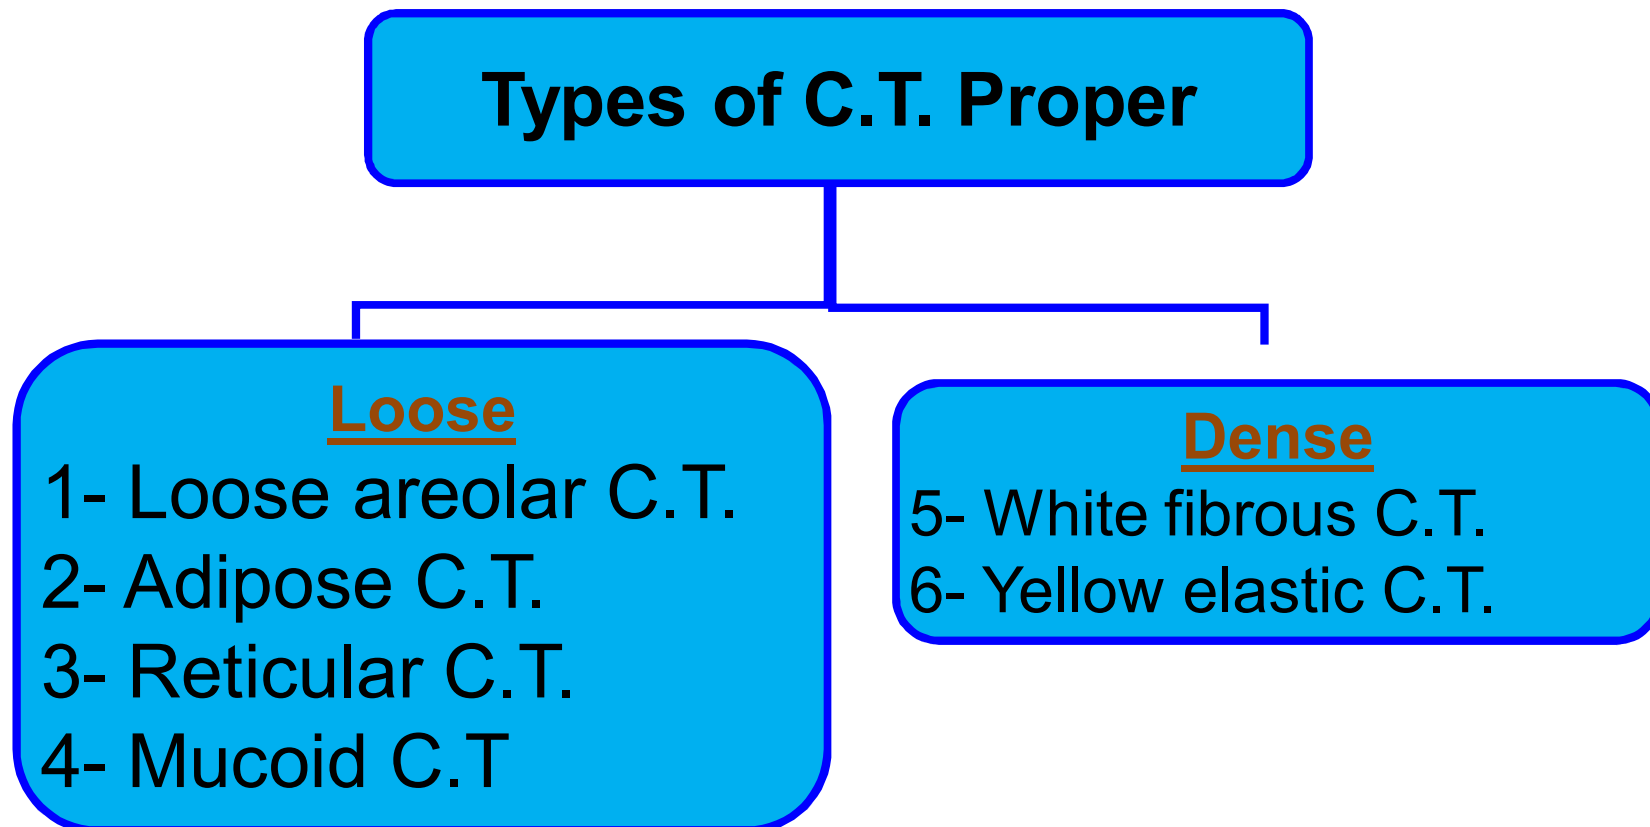 Types of C.T. Proper
Loose
1- Loose areolar C.T.
2- Adipose C.T.
3- Reticular C.T.
4- Mucoid C.T
Dense
5- White fibrous C.T.
6- Yellow elastic C.T.